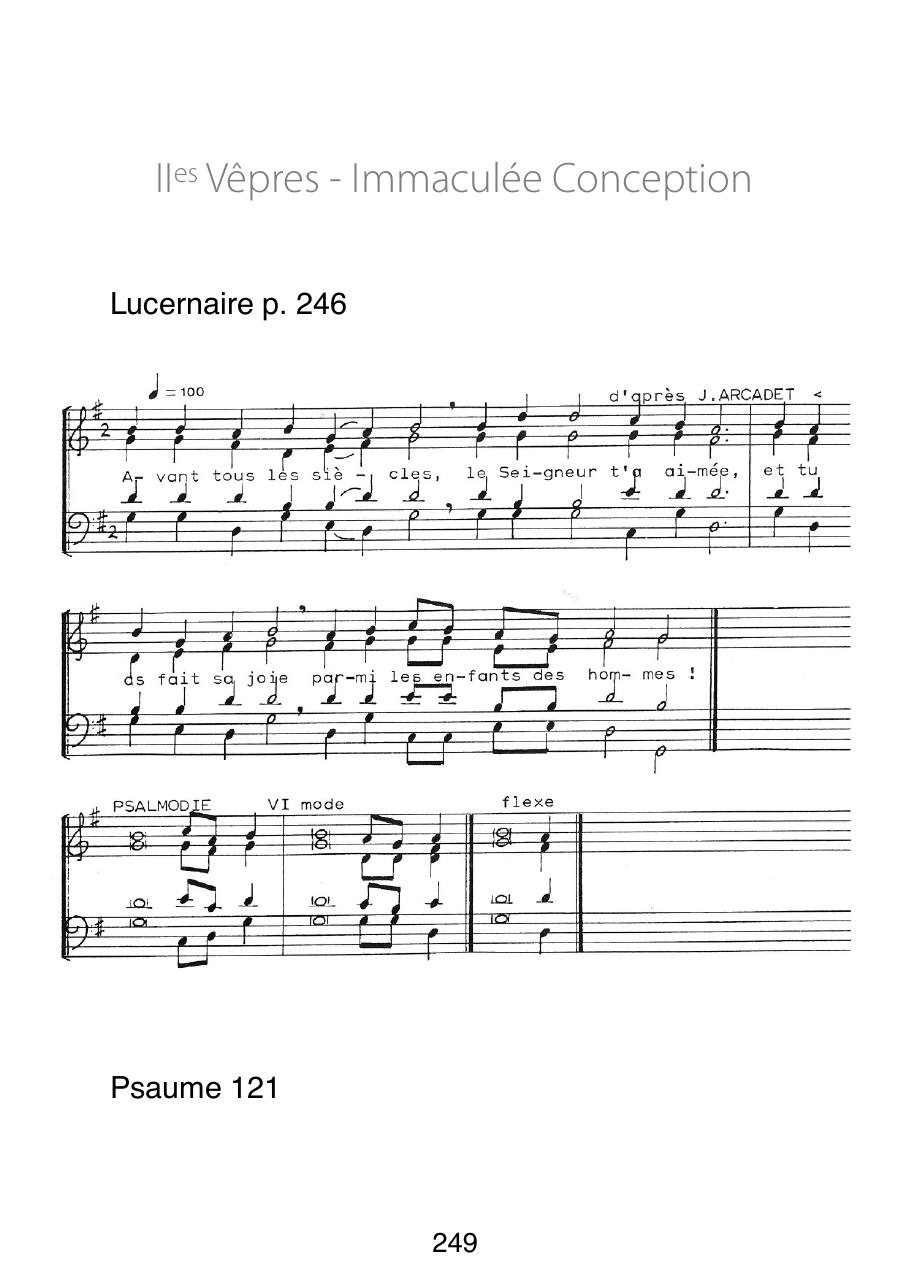 IIes Vêpres - Immaculée Conception
Lucernaire p. 246
= 100
d'après J.ARCADET <
A- vant tous les siè - cles, le Sei-gneur t'a ai-mée, et tu
as fait sa joie par-mi les en-fants des hom- mes !
PSALMODIE VI mode flexe
Psaume 121
249